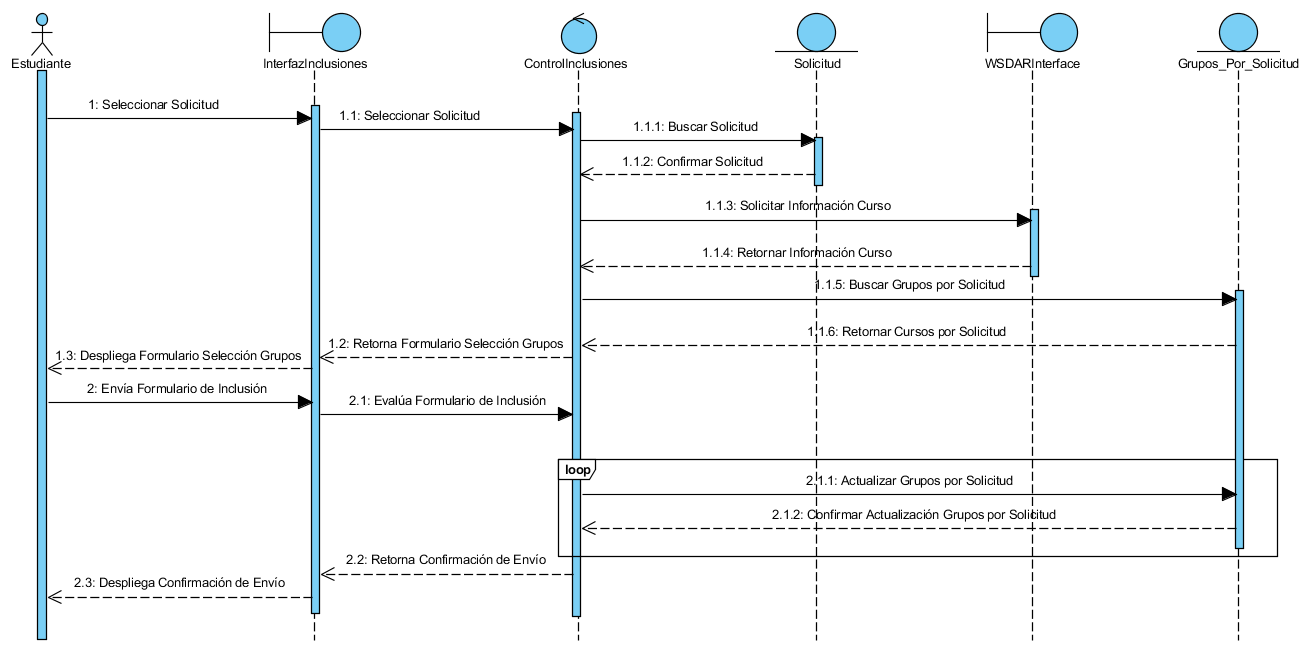 Estudiante
InterfazInclusiones
ControlInclusiones
Solicitud
WSDARInterface
Grupos_Por_Solicitud
1: Seleccionar Solicitud
1.1: Seleccionar Solicitud
1.1.1: Buscar Solicitud
1.1.2: Confirmar Solicitud
1.1.3: Solicitar Información Curso
1.1.4: Retornar Información Curso
1.1.5: Buscar Grupos por Solicitud
1.1.6: Retornar Cursos por Solicitud
1.2: Retorna Formulario Selección Grupos
1.3: Despliega Formulario Selección Grupos
2: Envía Formulario de Inclusión
2.1: Evalúa Formulario de Inclusión
loop
2.1.1: Actualizar Grupos por Solicitud
2.1.2: Confirmar Actualización Grupos por Solicitud
2.2: Retorna Confirmación de Envío
2.3: Despliega Confirmación de Envío